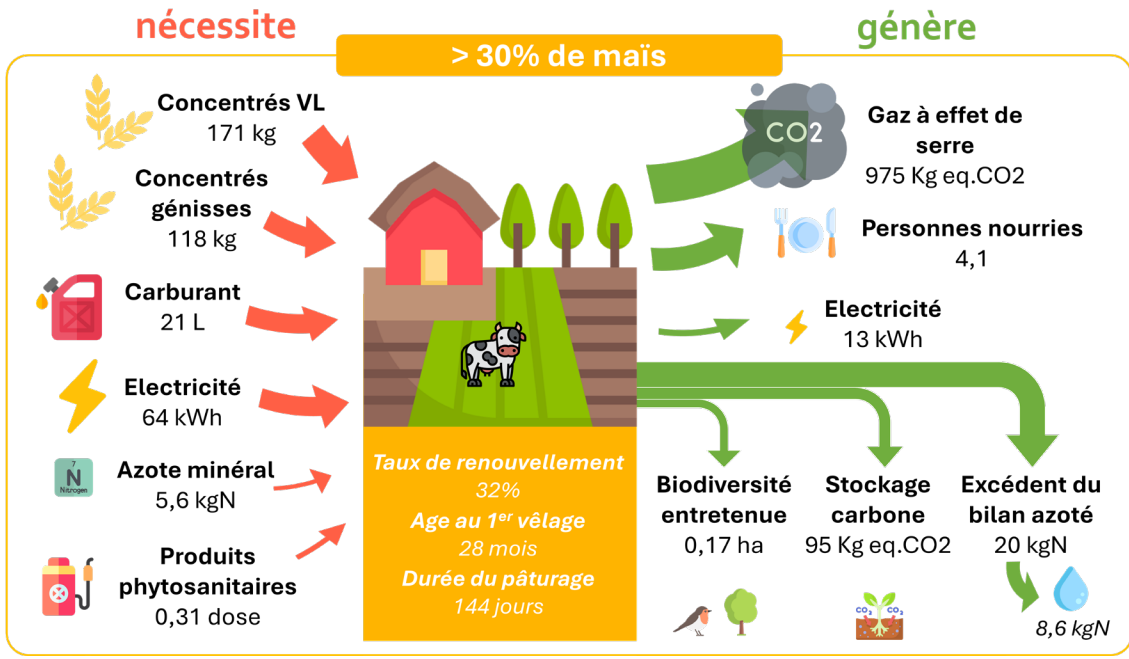 nécessite
génère
> 30% de maïs
Concentrés VL
171 kg
Concentrés
génisses
118 kg
Carburant
21 L
Electricité
64 kWh
7
N
Nitrogen
Azote minéral
5,6 kgN
Produits
phytosanitaires
0,31 dose
Taux de renouvellement
32%
Age au 1er vêlage
28 mois
Durée du pâturage
144 jours
CO2
Gaz à effet de
serre
975 Kg eq.CO2
Personnes nourries
4,1
Electricité
13 kWh
Biodiversité
entretenue
0,17 ha
Stockage
carbone
95 Kg eq.CO2
CO2 CO2
Excédent du
bilan azoté
20 kgN
8,6 kgN